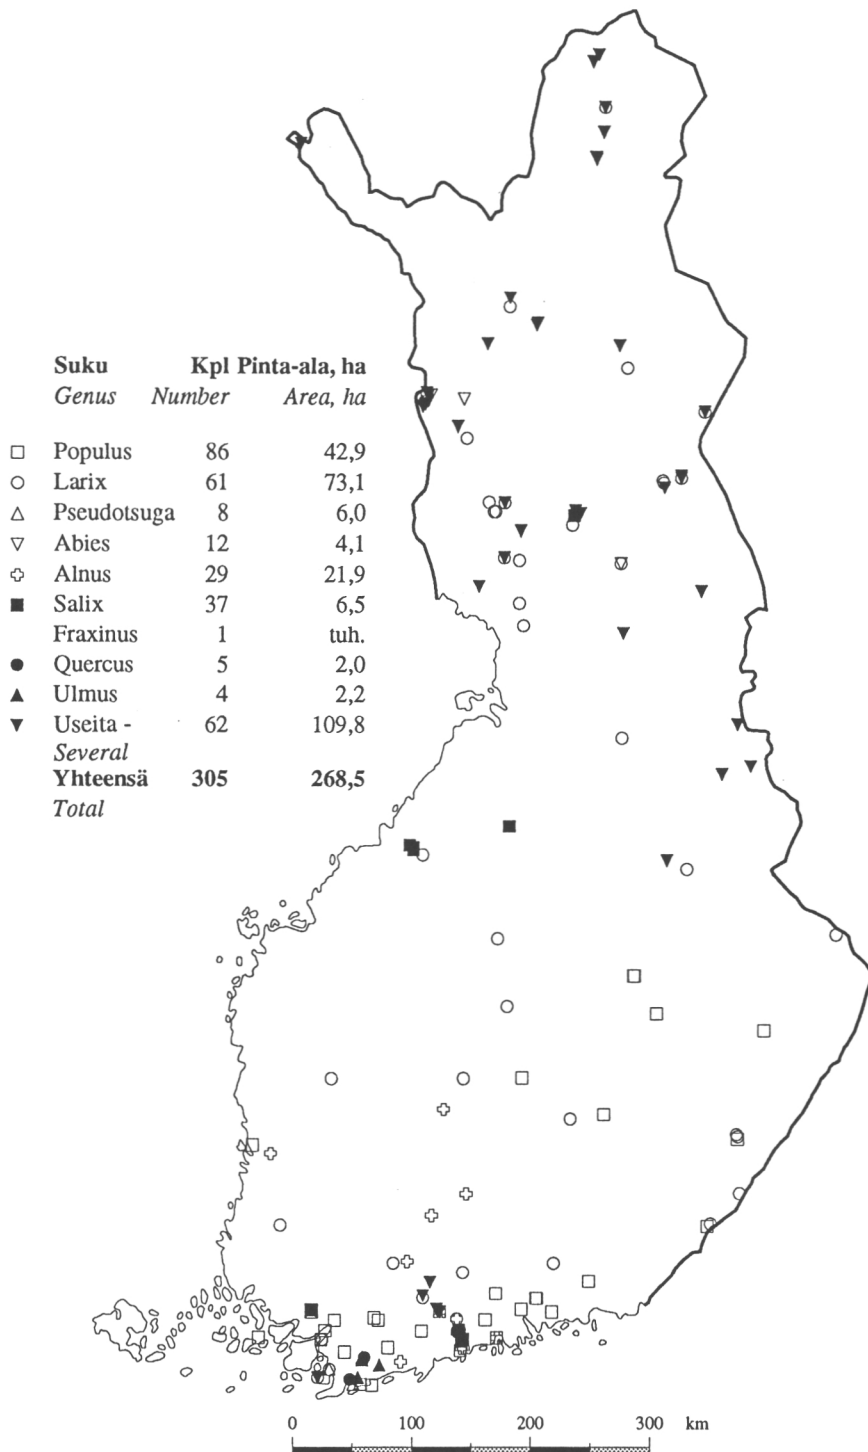 Suku Kpl Pinta-ala, ha
Genus Number Area, ha
Populus 86 42,9
Larix 61 73,1
Pseudotsuga 8 6,0
Abies 12 4,1
Alnus 29 21,9
Salix 37 6,5
Fraxinus 1 tuh.
Quercus 5 2,0
Ulmus 4 2,2
Useita - 62 109,8
Several
Yhteensä 305 268,5
Total
0 100 200 300 km